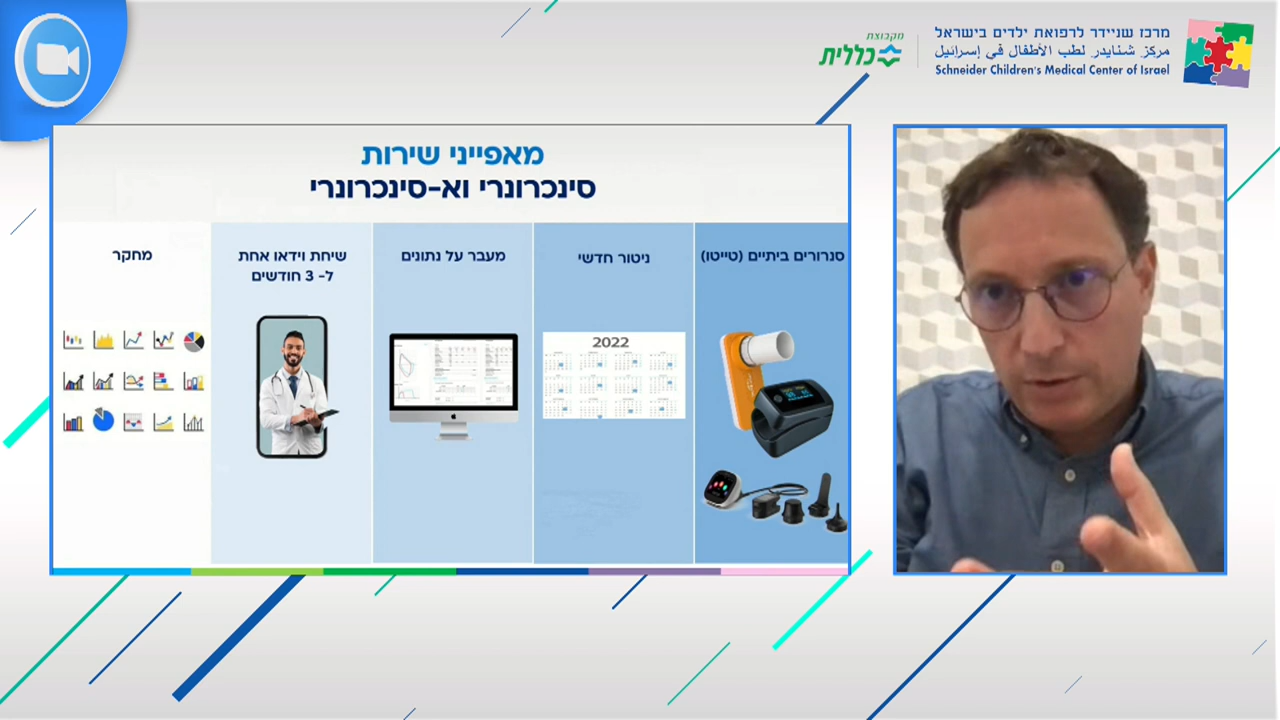 מקבוצת
כללית
מרכז שניידר לרפואת ילדים בישראל
مركز شنايدر لطب الأطفال في إسرائيل
Schneider Children's Medical Center of Israel
מאפייני שירות
סינכרונרי וא-סינכרונרי
סנרורים ביתיים (טייטו)
ניטור חדשי
2022
מעבר על נתונים
שיחת וידאו אחת
ל- 3 חודשים
מחקר